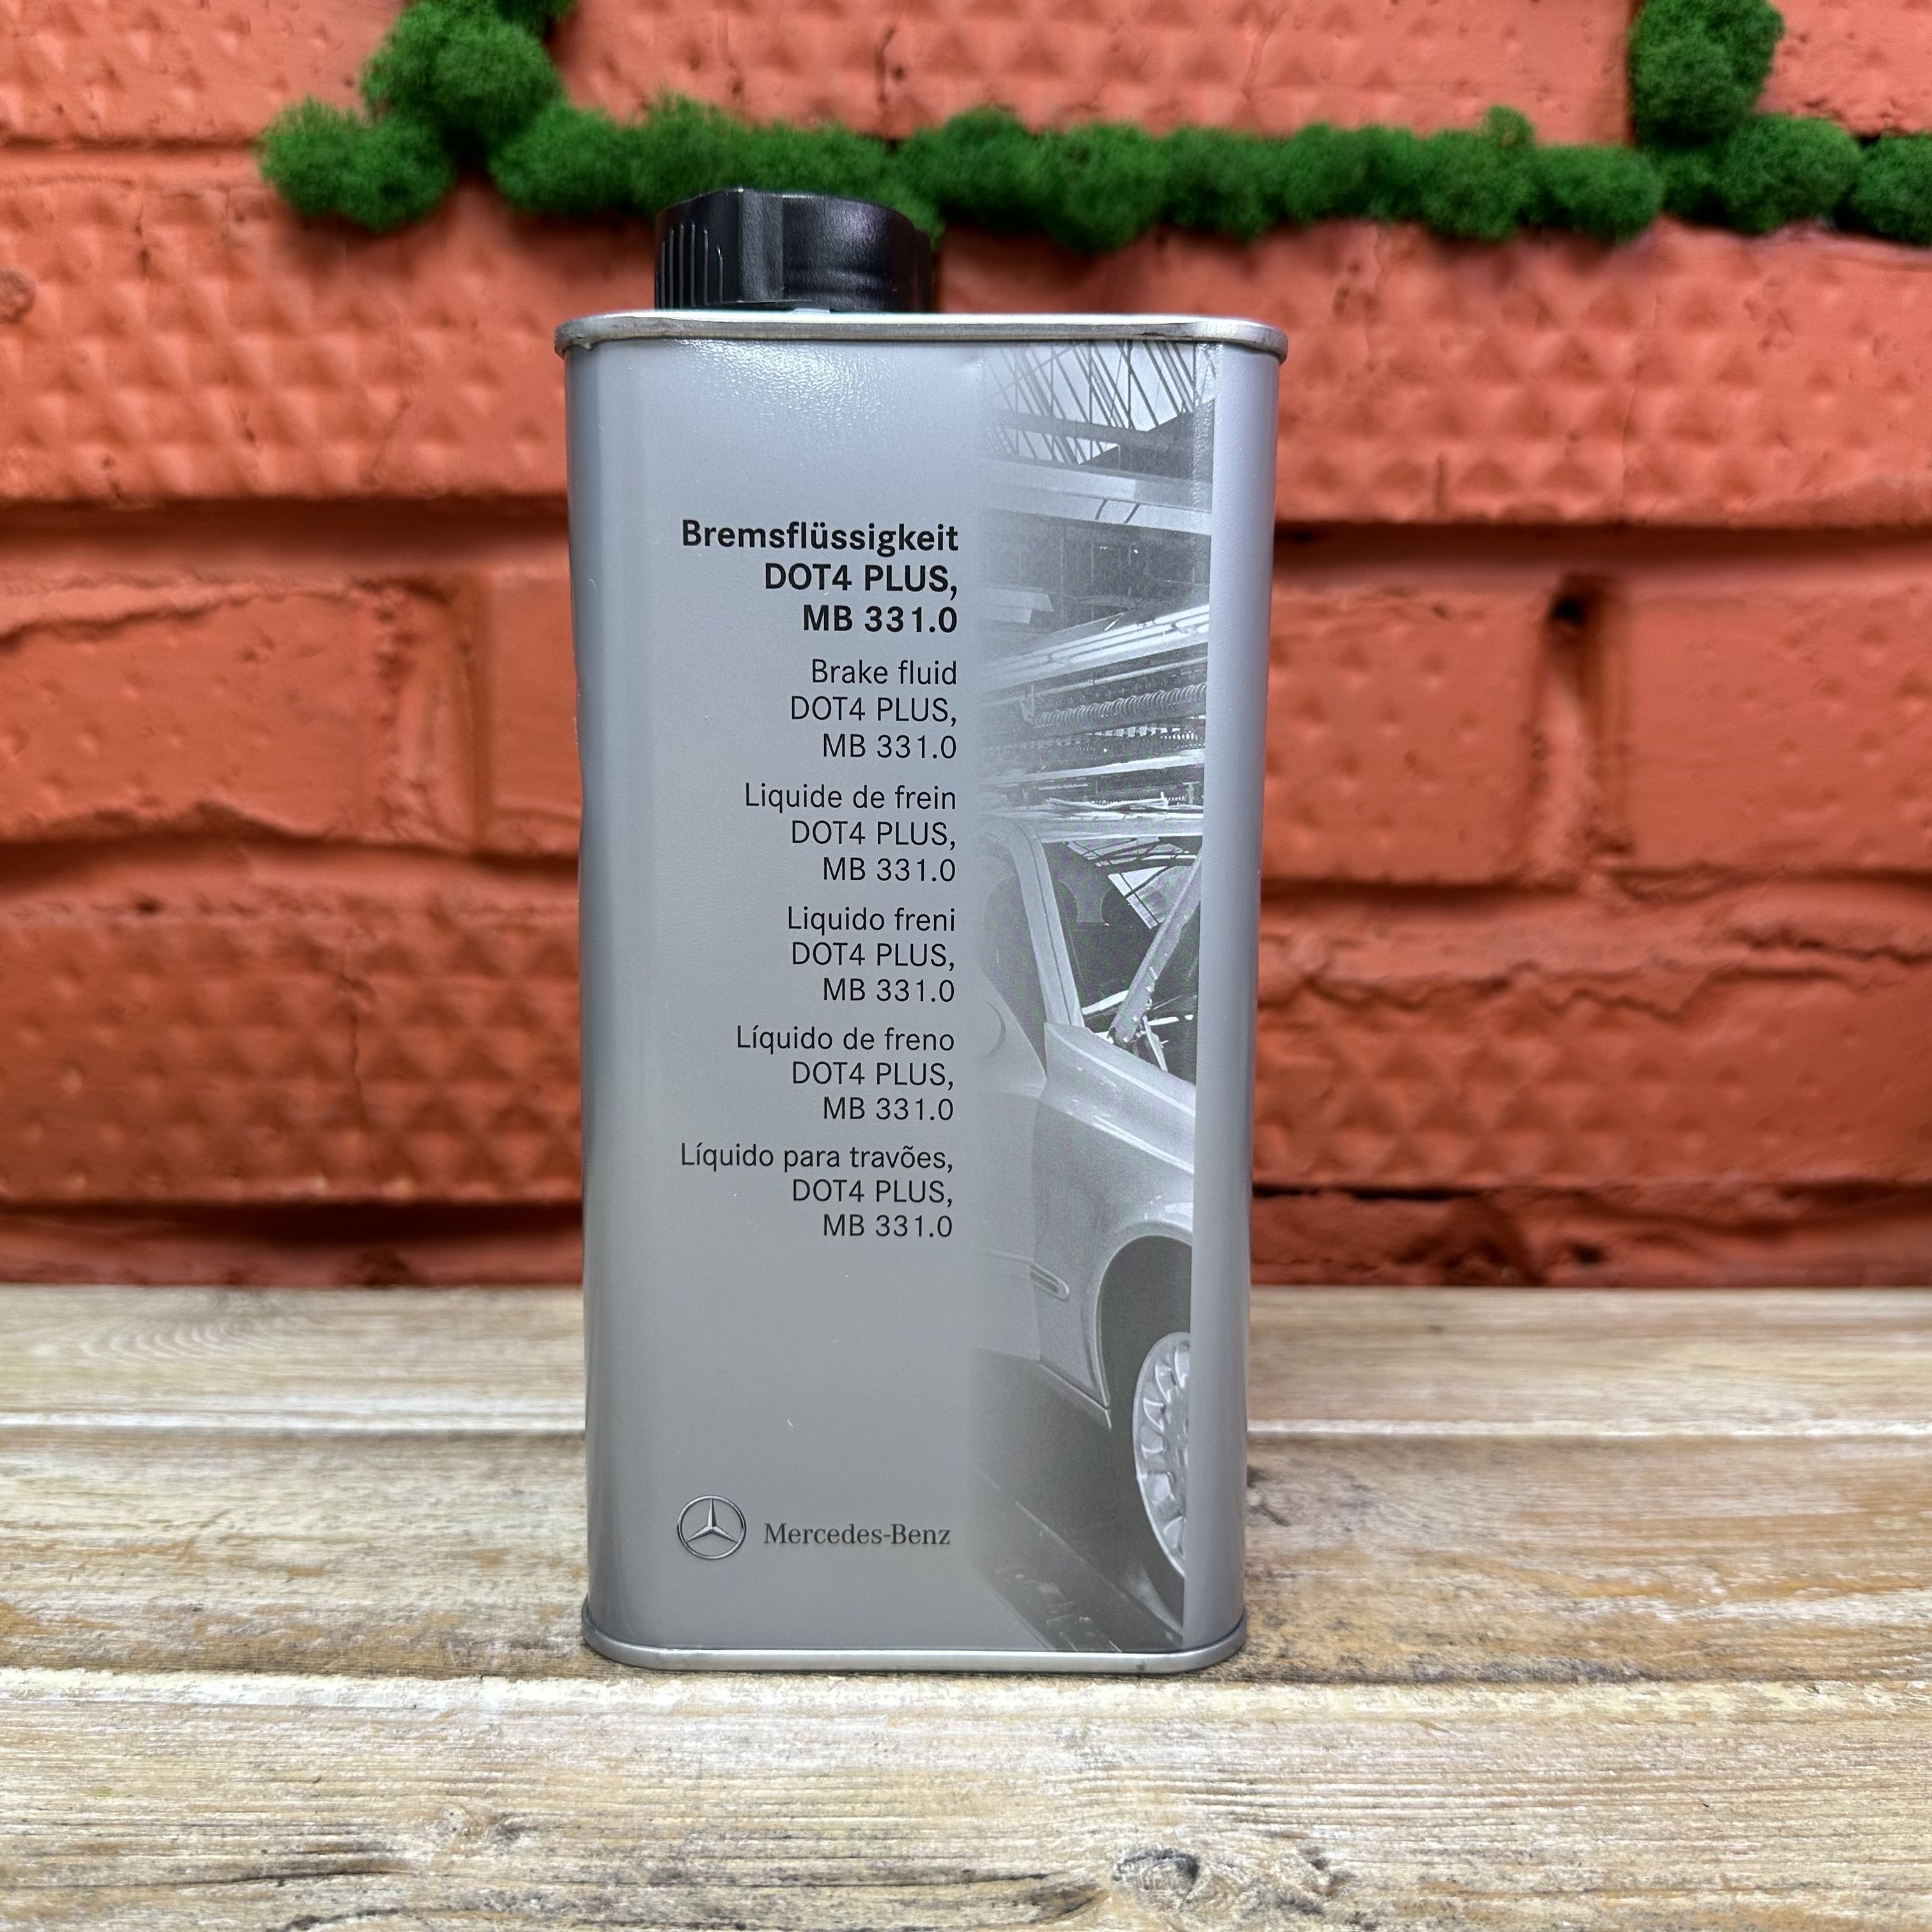 Bremsflüssigkeit
DOT4 PLUS,
MB 331.0
Brake fluid
DOT4 PLUS,
MB 331.0
Liquide de frein
DOT4 PLUS,
MB 331.0
Liquido freni
DOT4 PLUS,
MB 331.0
Líquido de freno
DOT4 PLUS,
MB 331.0
Líquido para travões,
DOT4 PLUS,
MB 331.0
Mercedes-Benz